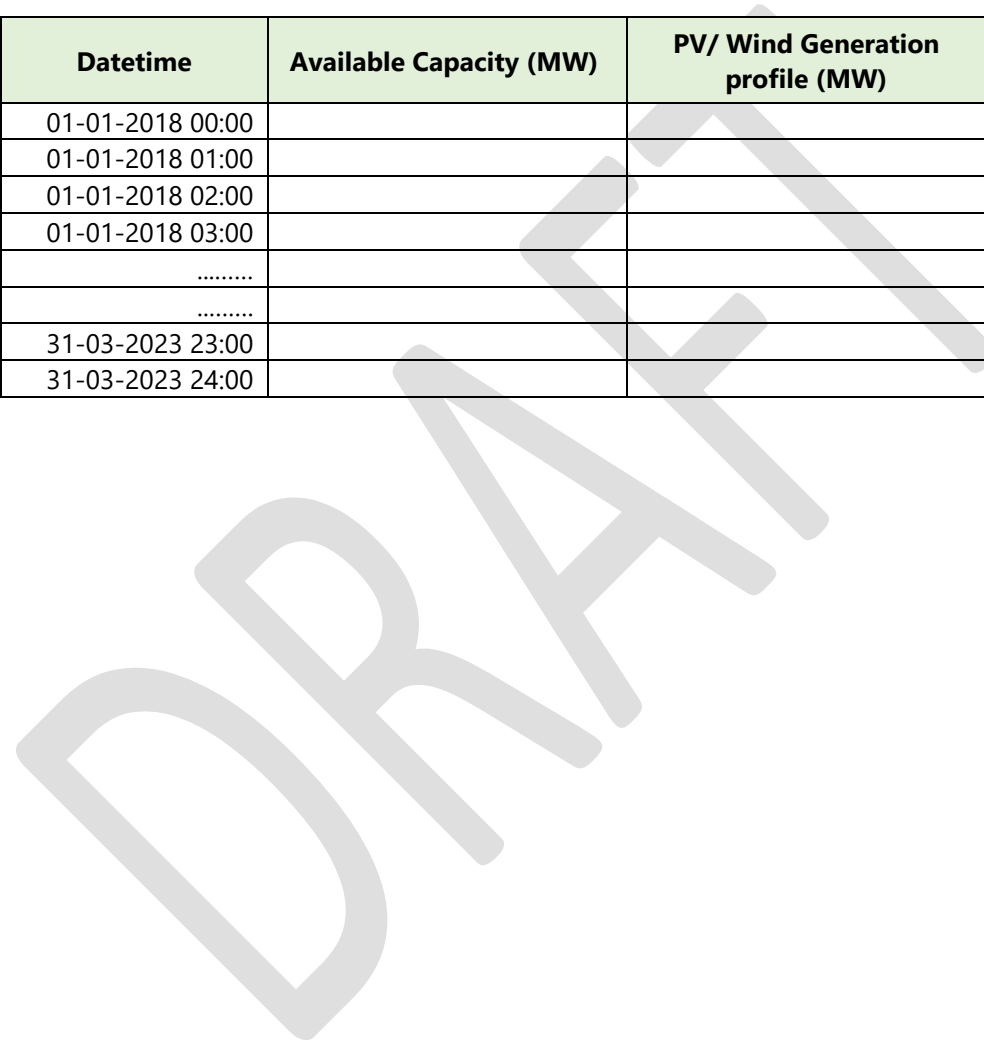 Datetime Available Capacity (MW) PV/ Wind Generation
profile (MW)
01-01-2018 00:00
01-01-2018 01:00
01-01-2018 02:00
01-01-2018 03:00
.........
.........
31-03-2023 23:00
31-03-2023 24:00
DRAFT